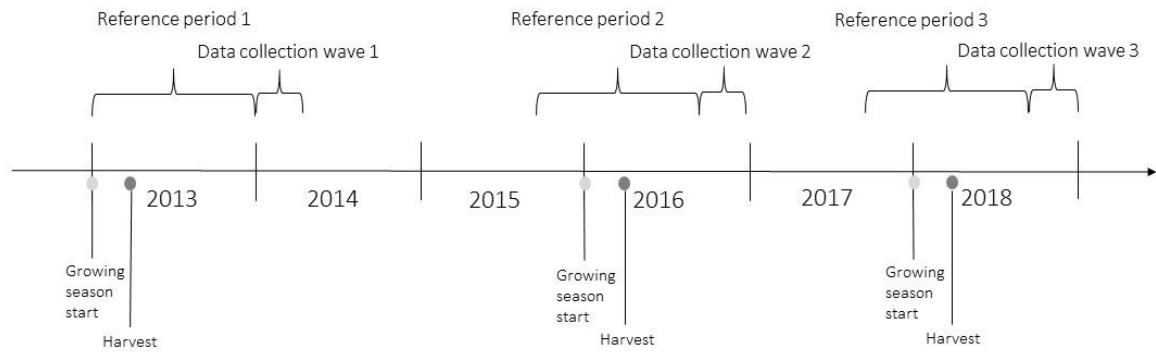 Reference period 1
Reference period 2
Reference period 3
Data collection wave 1
Data collection wave 2
Data collection wave 3
2013
2014
2015
2016
2017
2018
Growing
season
start
Harvest
Growing
season
start
Harvest
Growing
season
start
Harvest